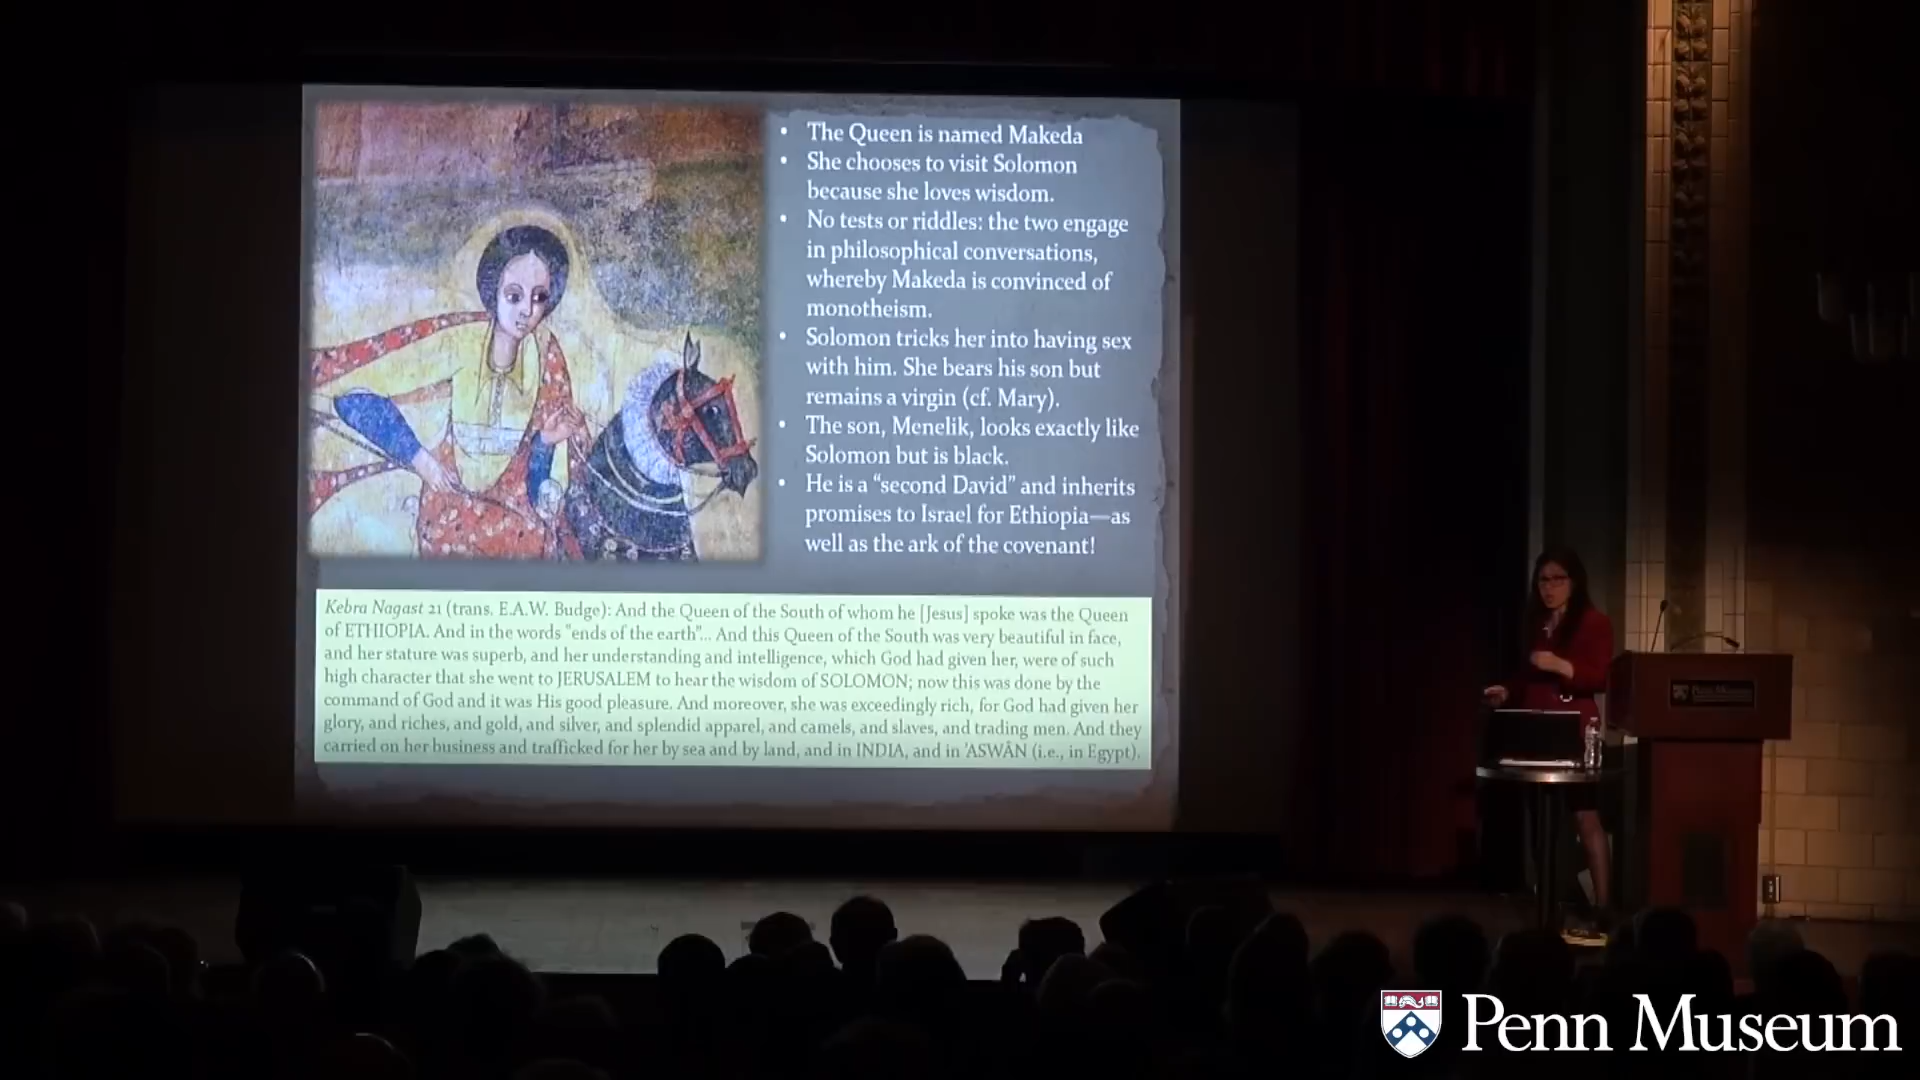 • The Queen is named Makeda
• She chooses to visit Solomon
because she loves wisdom.
• No tests or riddles: the two engage
in philosophical conversations,
whereby Makeda is convinced of
monotheism.
• Solomon tricks her into having sex
with him. She bears his son but
remains a virgin (cf. Mary).
• The son, Menelik, looks exactly like
Solomon but is black.
• He is a “second David” and inherits
promises to Israel for Ethiopia—as
well as the ark of the covenant!
Kebra Nagast 21 (trans. E.A.W. Budge): And the Queen of the South of whom he [Jesus] spoke was the Queen
of ETHIOPIA. And in the words "ends of the earth"... And this Queen of the South was very beautiful in face,
and her stature was superb, and her understanding and intelligence, which God had given her, were of such
high character that she went to JERUSALEM to hear the wisdom of SOLOMON; now this was done by the
command of God and it was His good pleasure. And moreover, she was exceedingly rich, for God had given her
glory, and riches, and gold, and silver, and splendid apparel, and camels, and slaves, and trading men. And they
carried on her business and trafficked for her by sea and by land, and in INDIA, and in 'ASWÂN (i.e., in Egypt).
Penn Museum
Penn Museum